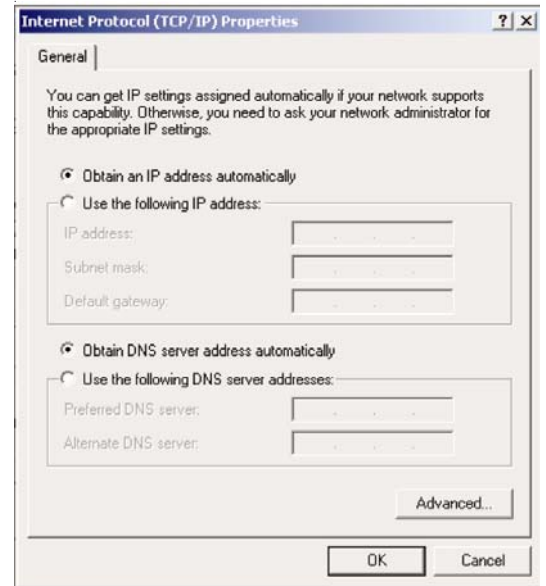 Internet Protocol (TCP/IP) Properties
General
You can get IP settings assigned automatically if your network supports
this capability. Otherwise, you need to ask your network administrator for
the appropriate IP settings.
Obtain an IP address automatically
Use the following IP address:
IP address:
Subnet mask:
Default gateway:
Obtain DNS server address automatically
Use the following DNS server addresses:
Preferred DNS server:
Alternate DNS server:
Advanced...
OK
Cancel